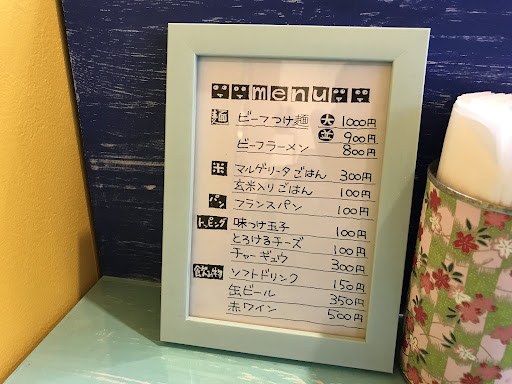 menu
麺 ビーフつけ麺 大 1000円
並 900円
ビーフラーメン 800円
米 マルゲリータごはん 300円
玄米入りごはん 100円
パン フランスパン 100円
トッピング 味つけ玉子 100円
とろけるチーズ 100円
チャーギュウ 300円
飲み物 ソフトドリンク 150円
缶ビール 350円
赤ワイン 500円